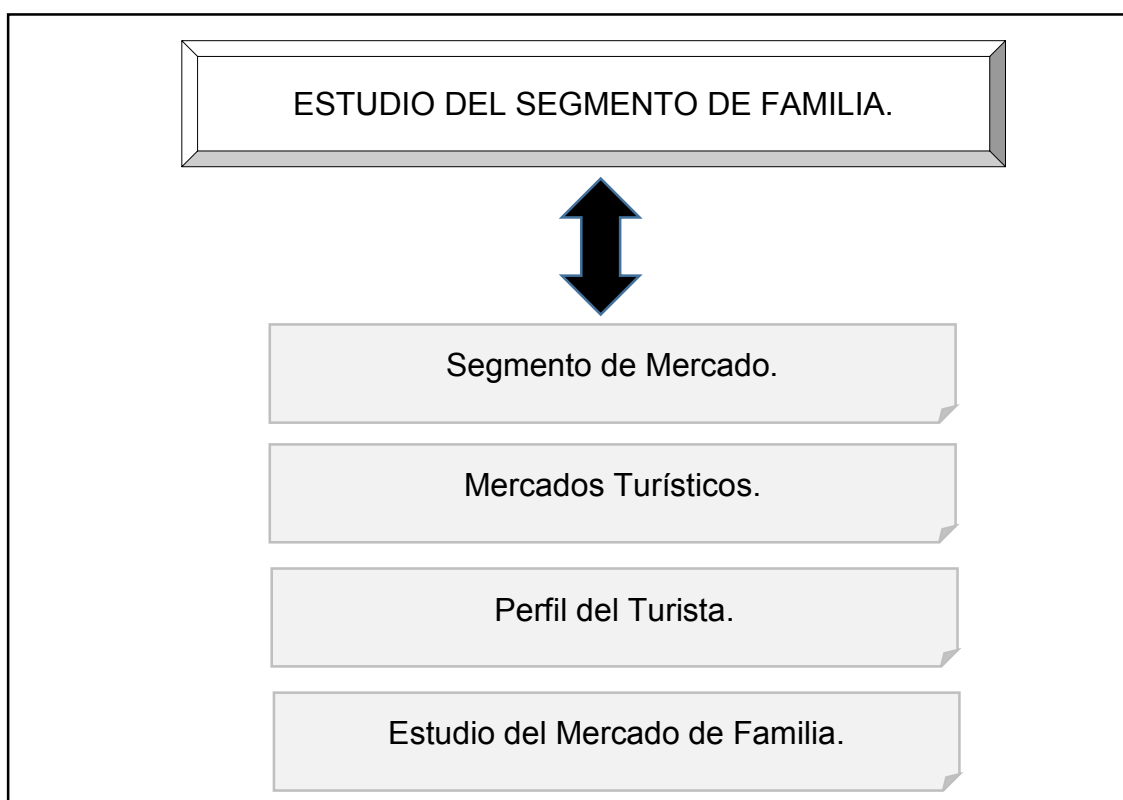 ESTUDIO DEL SEGMENTO DE FAMILIA.
Segmento de Mercado.
Mercados Turísticos.
Perfil del Turista.
Estudio del Mercado de Familia.